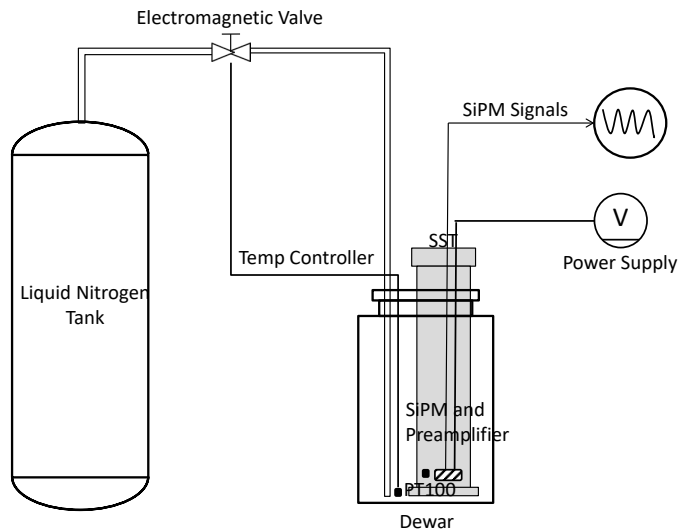 Electromagnetic Valve
SiPM Signals
V
SST
Power Supply
Temp Controller
Liquid Nitrogen
Tank
SiPM and
Preamplifier
PT100
Dewar